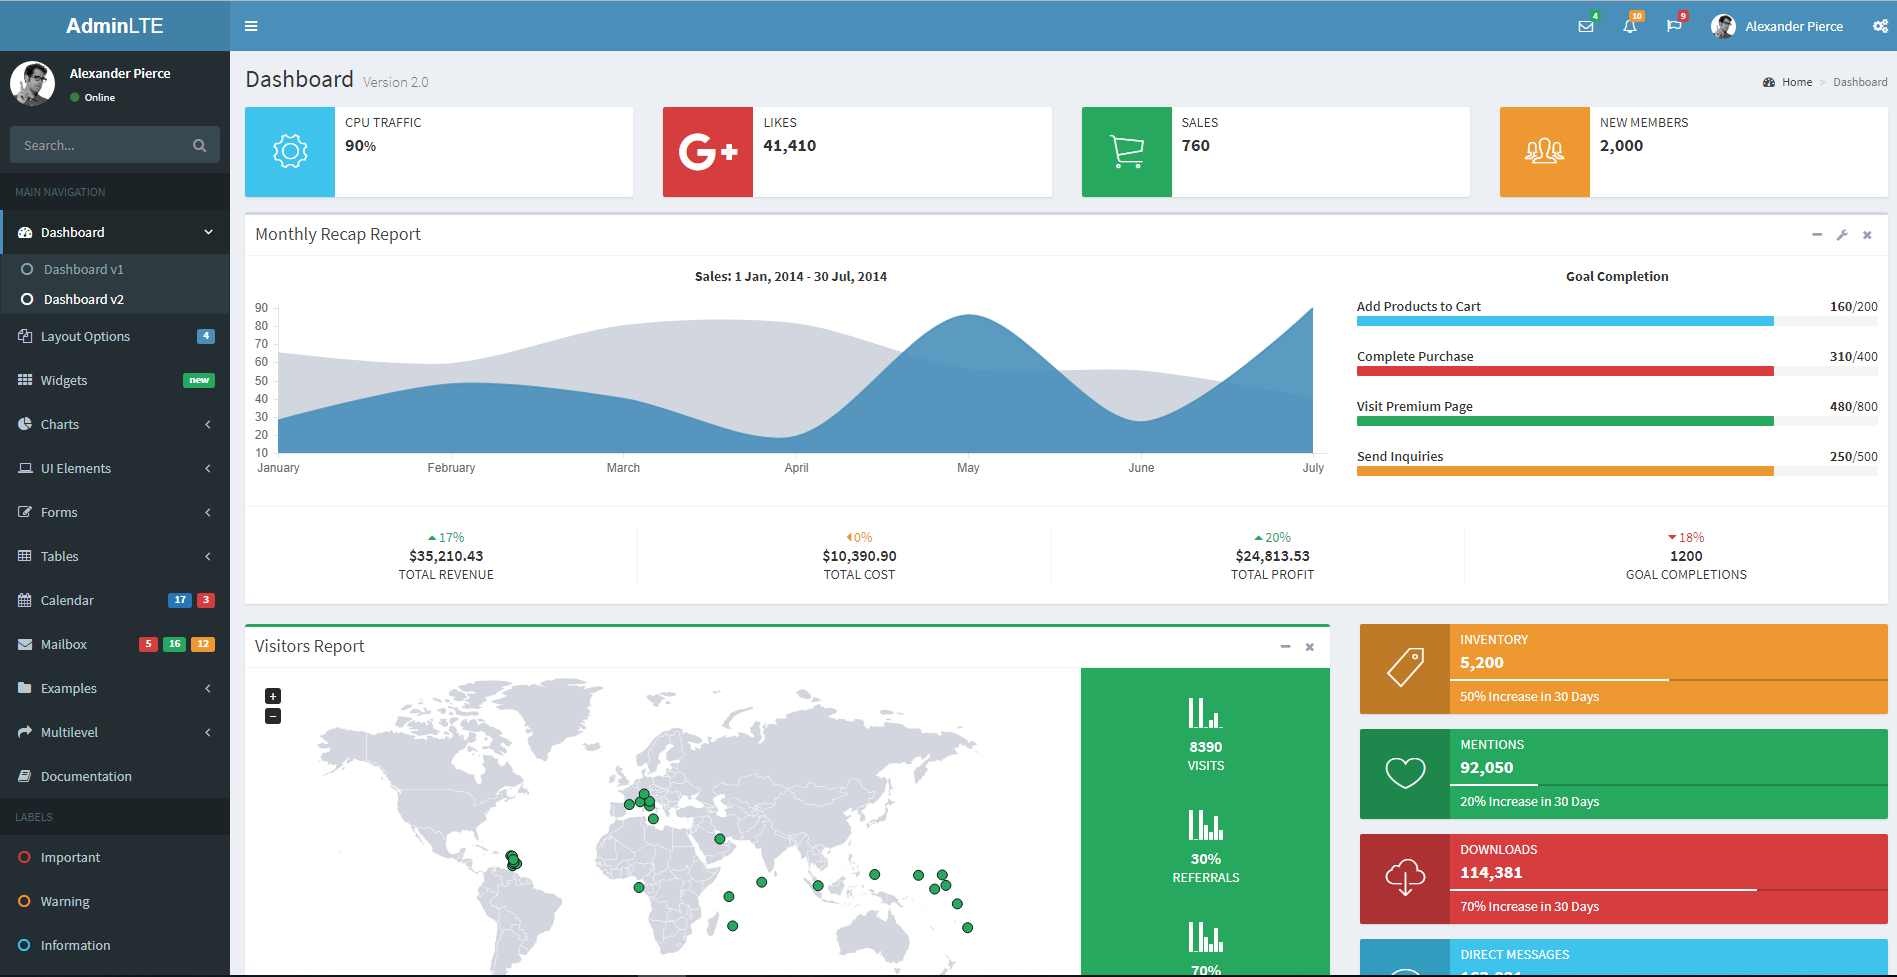 AdminLTE
4
10
9
Alexander Pierce
Alexander Pierce
Online
Search...
MAIN NAVIGATION
Dashboard
Dashboard v1
Dashboard v2
Layout Options 4
Widgets new
Charts
UI Elements
Forms
Tables
Calendar 17 3
Mailbox 5 16 12
Examples
Multilevel
Documentation
LABELS
Important
Warning
Information
Dashboard Version 2.0
Home > Dashboard
CPU TRAFFIC
90%
G+
LIKES
41,410
SALES
760
NEW MEMBERS
2,000
Monthly Recap Report
Sales: 1 Jan, 2014 - 30 Jul, 2014
90
80
70
60
50
40
30
20
10
January February March April May June July
Goal Completion
Add Products to Cart 160/200
Complete Purchase 310/400
Visit Premium Page 480/800
Send Inquiries 250/500
17%
$35,210.43
TOTAL REVENUE
0%
$10,390.90
TOTAL COST
20%
$24,813.53
TOTAL PROFIT
18%
1200
GOAL COMPLETIONS
Visitors Report
+
−
8390
VISITS
30%
REFERRALS
70%
INVENTORY
5,200
50% Increase in 30 Days
MENTIONS
92,050
20% Increase in 30 Days
DOWNLOADS
114,381
70% Increase in 30 Days
DIRECT MESSAGES